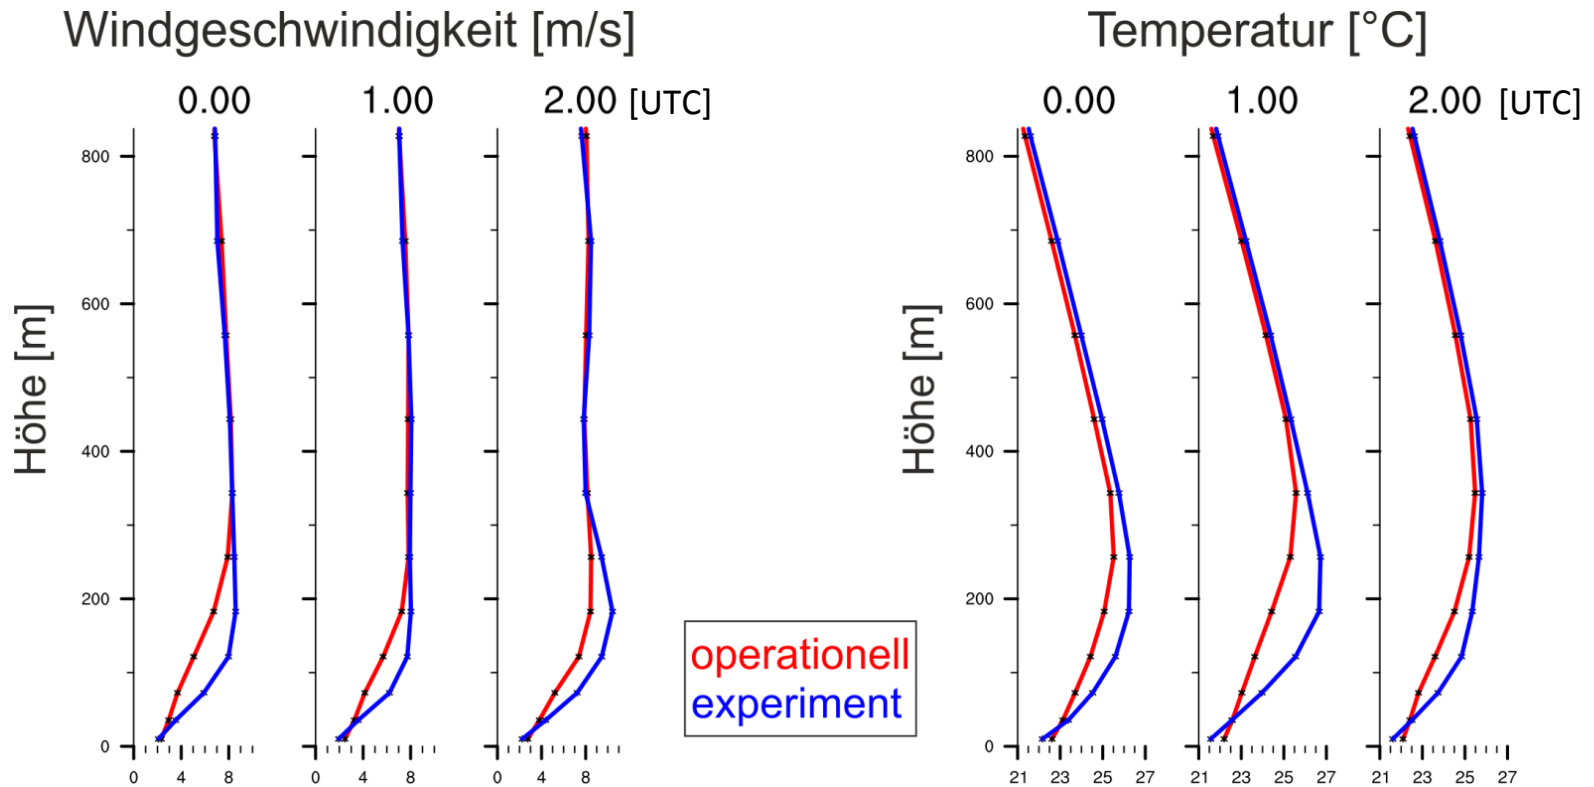 Windgeschwindigkeit [m/s]
Temperatur [°C]
0.00 1.00 2.00 [UTC]
0.00 1.00 2.00 [UTC]
Höhe [m]
800
600
400
200
0
0 4 8
0 4 8
0 4 8
operationell
experiment
Höhe [m]
800
600
400
200
0
21 23 25 27
21 23 25 27
21 23 25 27